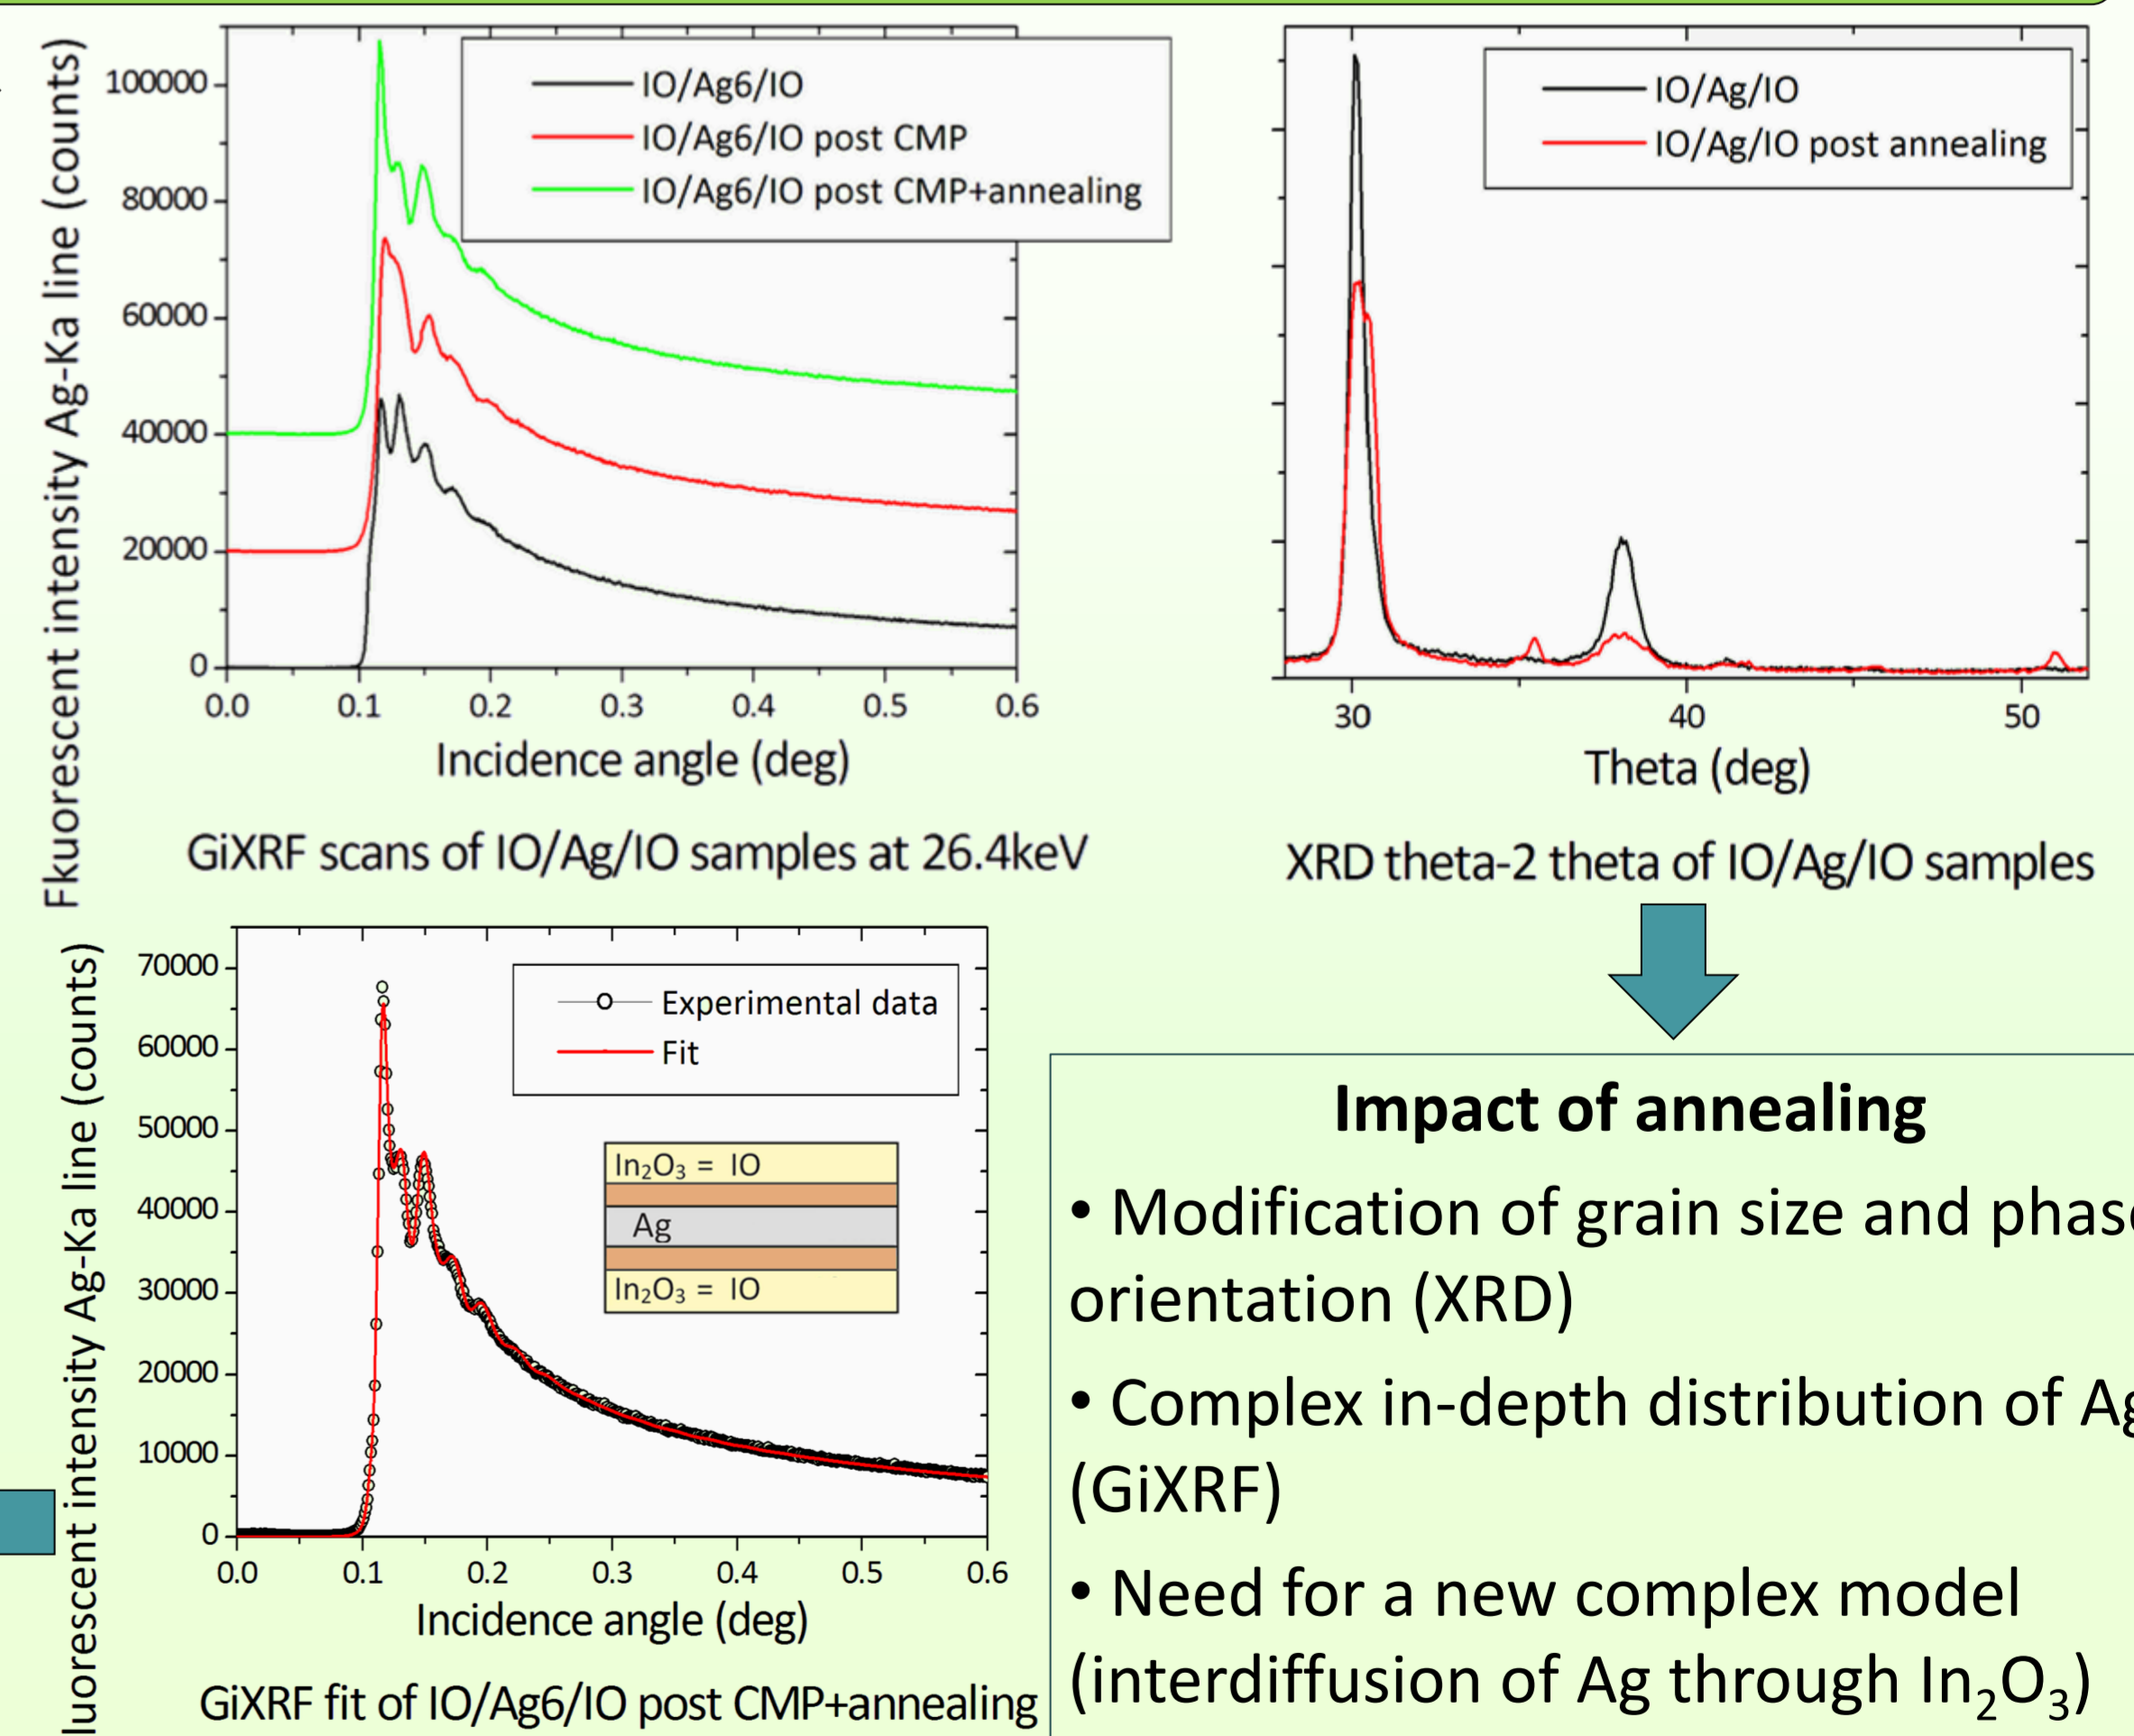 Fkuorescent intensity Ag-Ka line (counts)
100000
80000
60000
40000
20000
0
IO/Ag6/IO
IO/Ag6/IO post CMP
IO/Ag6/IO post CMP+annealing
0.0 0.1 0.2 0.3 0.4 0.5 0.6
Incidence angle (deg)
GiXRF scans of IO/Ag/IO samples at 26.4keV
IO/Ag/IO
IO/Ag/IO post annealing
30 40 50
Theta (deg)
XRD theta-2 theta of IO/Ag/IO samples
luorescent intensity Ag-Ka line (counts)
70000
60000
50000
40000
30000
20000
10000
0
Experimental data
Fit
In₂O₃ = IO
Ag
In₂O₃ = IO
0.0 0.1 0.2 0.3 0.4 0.5 0.6
Incidence angle (deg)
GiXRF fit of IO/Ag6/IO post CMP+annealing
Impact of annealing
• Modification of grain size and phase
orientation (XRD)
• Complex in-depth distribution of Ag
(GiXRF)
• Need for a new complex model
(interdiffusion of Ag through In₂O₃)